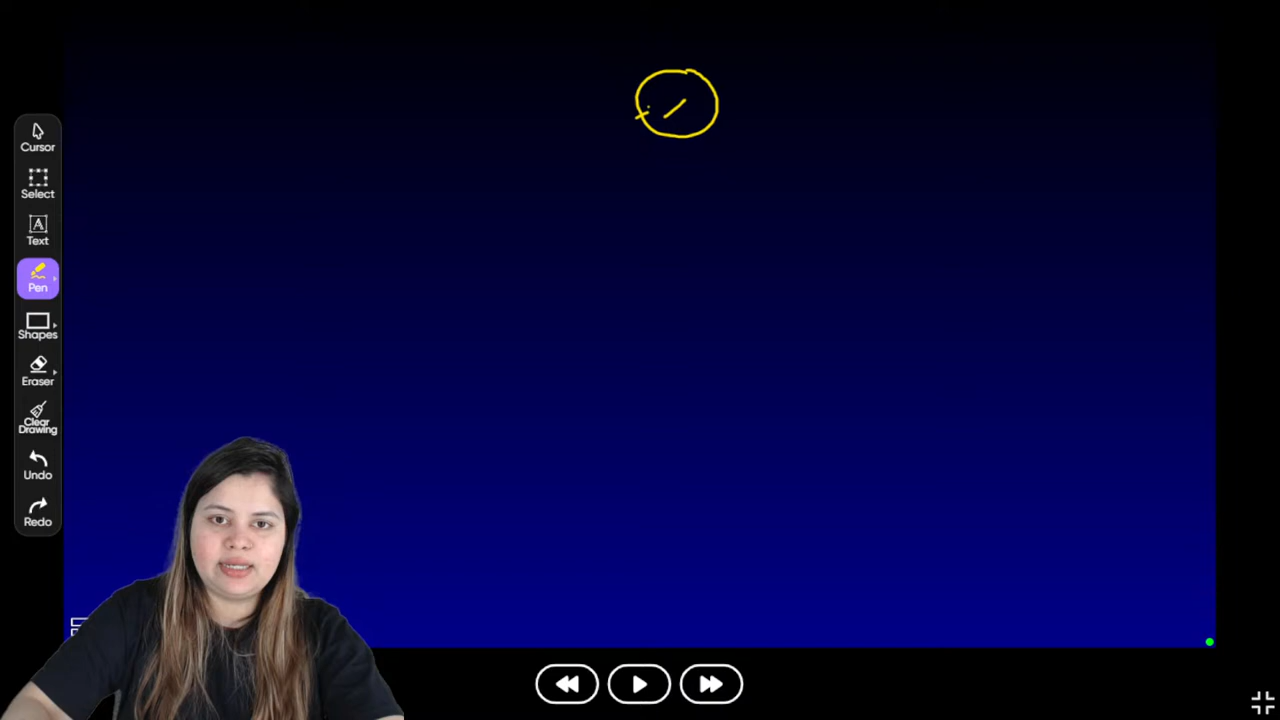 Cursor
Select
Text
Pen
Shapes
Eraser
Clear
Drawing
Undo
Redo